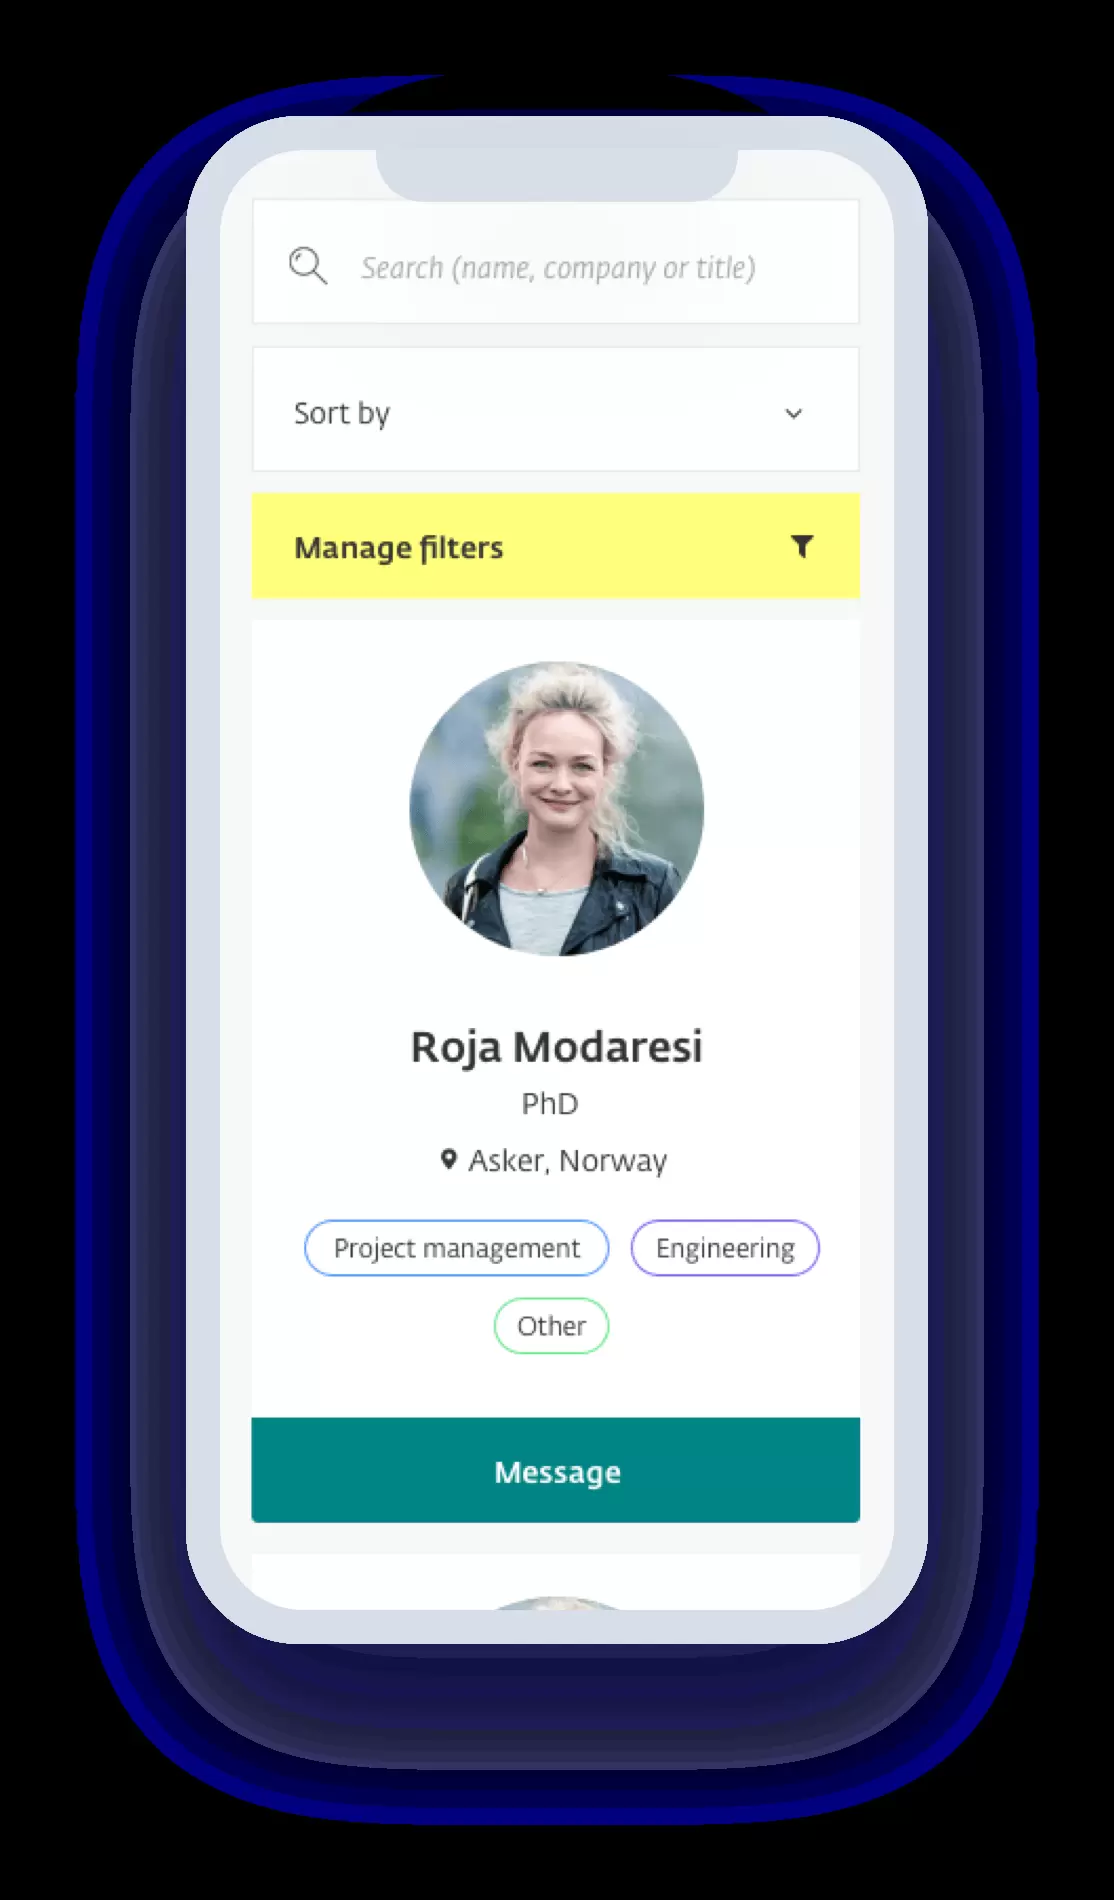 Search (name, company or title)
Sort by
Manage filters
Roja Modaresi
PhD
Asker, Norway
Project management
Engineering
Other
Message